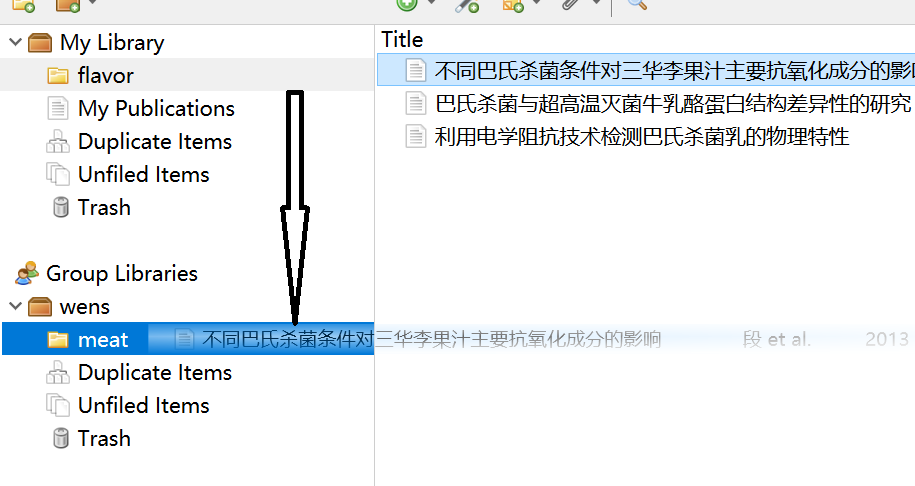 My Library
flavor
My Publications
Duplicate Items
Unfiled Items
Trash
Group Libraries
wens
meat
Duplicate Items
Unfiled Items
Trash
Title
不同巴氏杀菌条件对三华李果汁主要抗氧化成分的影响
巴氏杀菌与超高温灭菌牛乳酪蛋白结构差异性的研究
利用电学阻抗技术检测巴氏杀菌乳的物理特性
不同巴氏杀菌条件对三华李果汁主要抗氧化成分的影响 段 et al. 2013